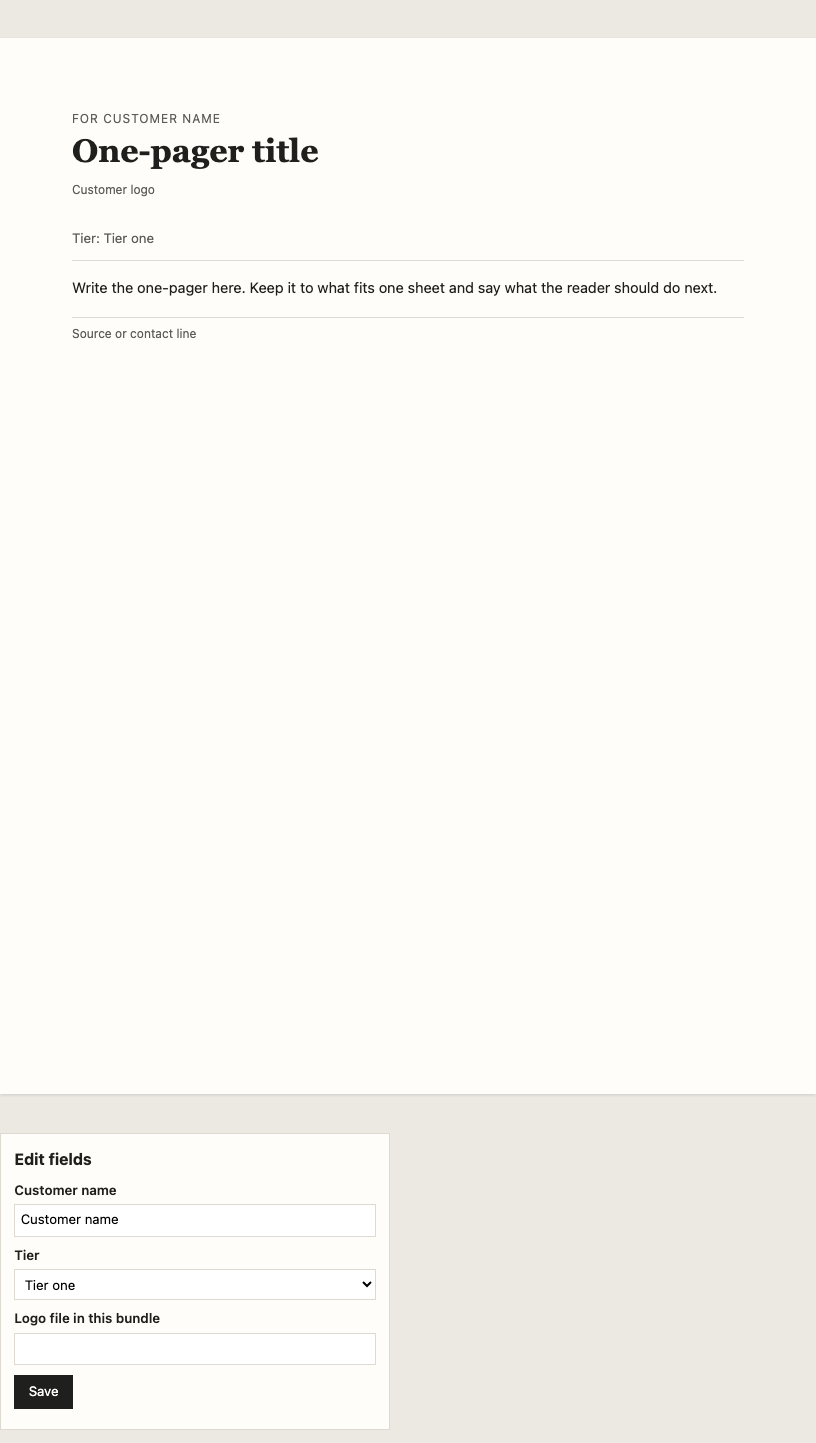 FOR CUSTOMER NAME
One-pager title
Customer logo
Tier: Tier one
Write the one-pager here. Keep it to what fits one sheet and say what the reader should do next.
Source or contact line
Edit fields
Customer name
Customer name
Tier
Tier one
Logo file in this bundle
Save